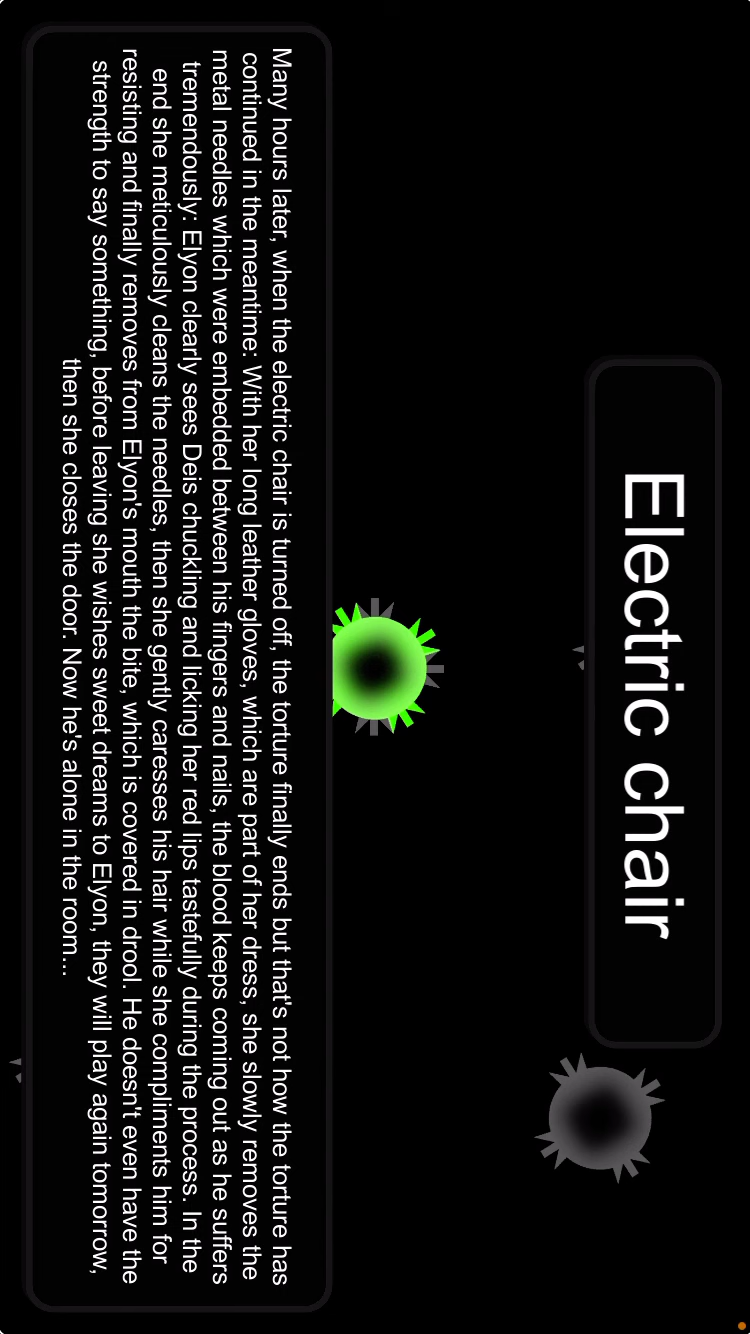 Electric chair
Many hours later, when the electric chair is turned off, the torture finally ends but that's not how the torture has
continued in the meantime: With her long leather gloves, which are part of her dress, she slowly removes the
metal needles which were embedded between his fingers and nails, the blood keeps coming out as he suffers
tremendously: Elyon clearly sees Deis chuckling and licking her red lips tastefully during the process. In the
end she meticulously cleans the needles, then she gently caresses his hair while she compliments him for
resisting and finally removes from Elyon's mouth the bite, which is covered in drool. He doesn't even have the
strength to say something, before leaving she wishes sweet dreams to Elyon, they will play again tomorrow,
then she closes the door. Now he's alone in the room...